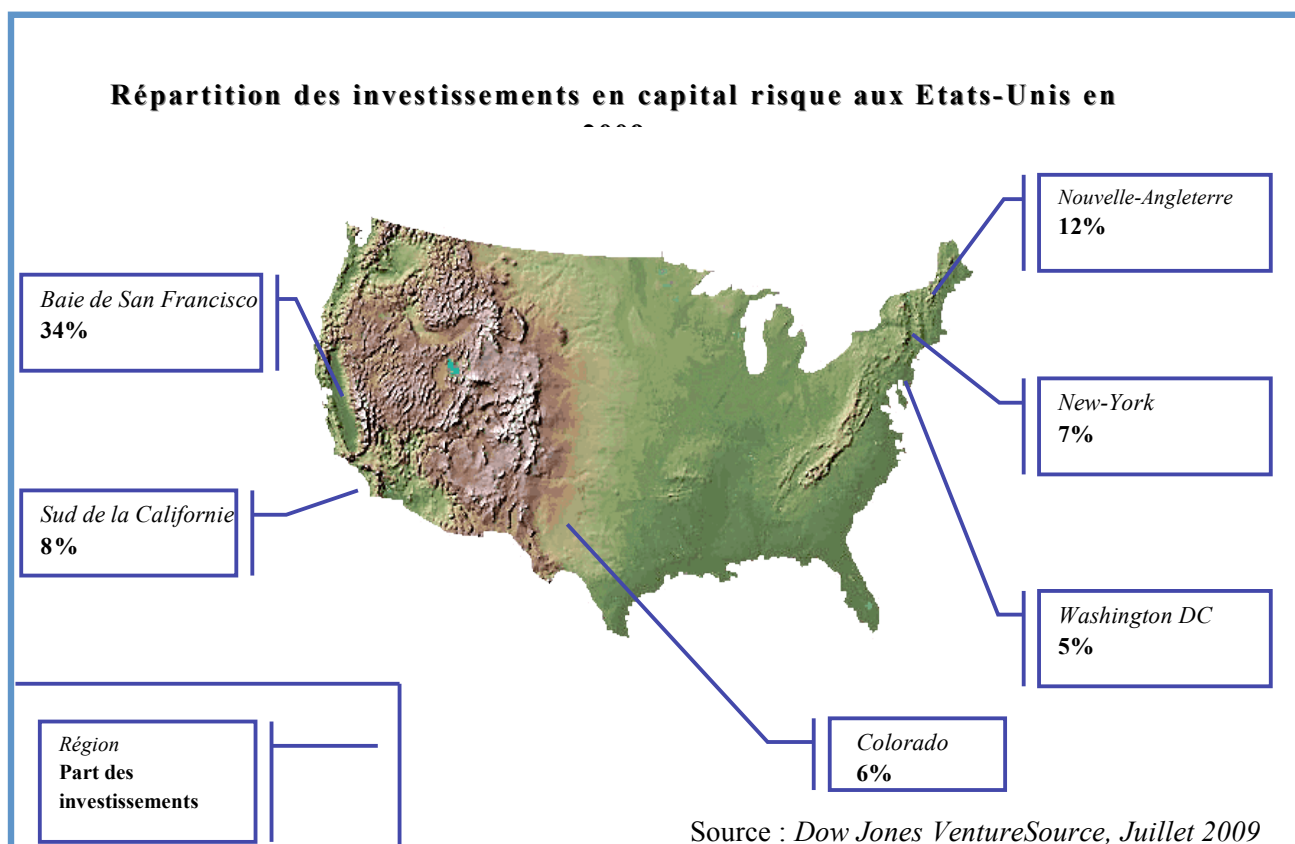 Répartition des investissements en capital risque aux Etats-Unis en
Nouvelle-Angleterre
12%
Baie de San Francisco
34%
New-York
7%
Sud de la Californie
8%
Washington DC
5%
Région
Part des
investissements
Colorado
6%
Source : Dow Jones VentureSource, Juillet 2009